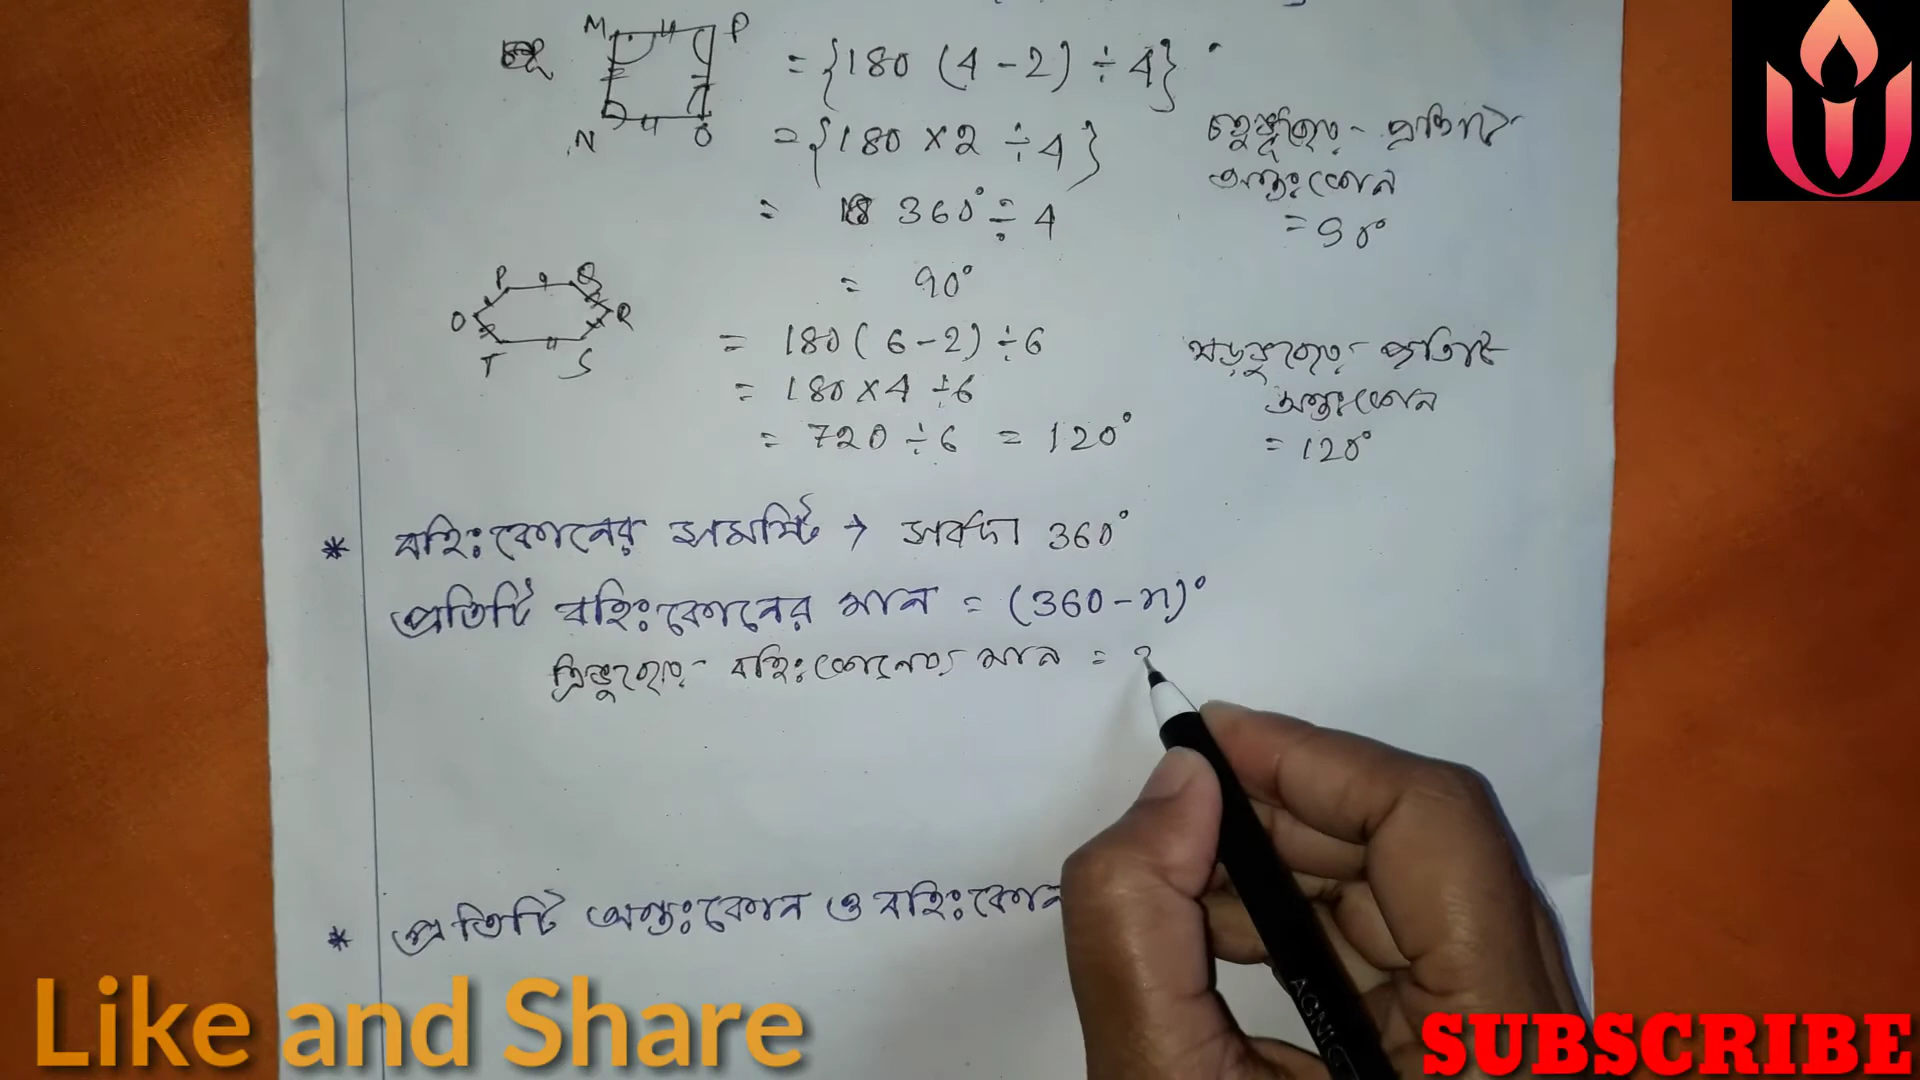 M P
= {180 (4 - 2) ÷ 4}°
N O
= {180 × 2 ÷ 4}
চতুর্ভুজের প্রতিটি
অন্তঃকোন
= 90°
= 360° ÷ 4
= 90°
P Q
O R
T S
= 180 ( 6 - 2) ÷ 6
= 180 × 4 ÷ 6
= 720 ÷ 6 = 120°
ষড়ভুজের প্রতিটি
অন্তঃকোন
= 120°
* বহিঃকোনের সমষ্টি → সর্বদা 360°
প্রতিটি বহিঃকোনের মান = (360 - n)°
ত্রিভুজের বহিঃকোনের মান =
* প্রতিটি অন্তঃকোন ও বহিঃকোন
Like and Share
SUBSCRIBE
AGNI